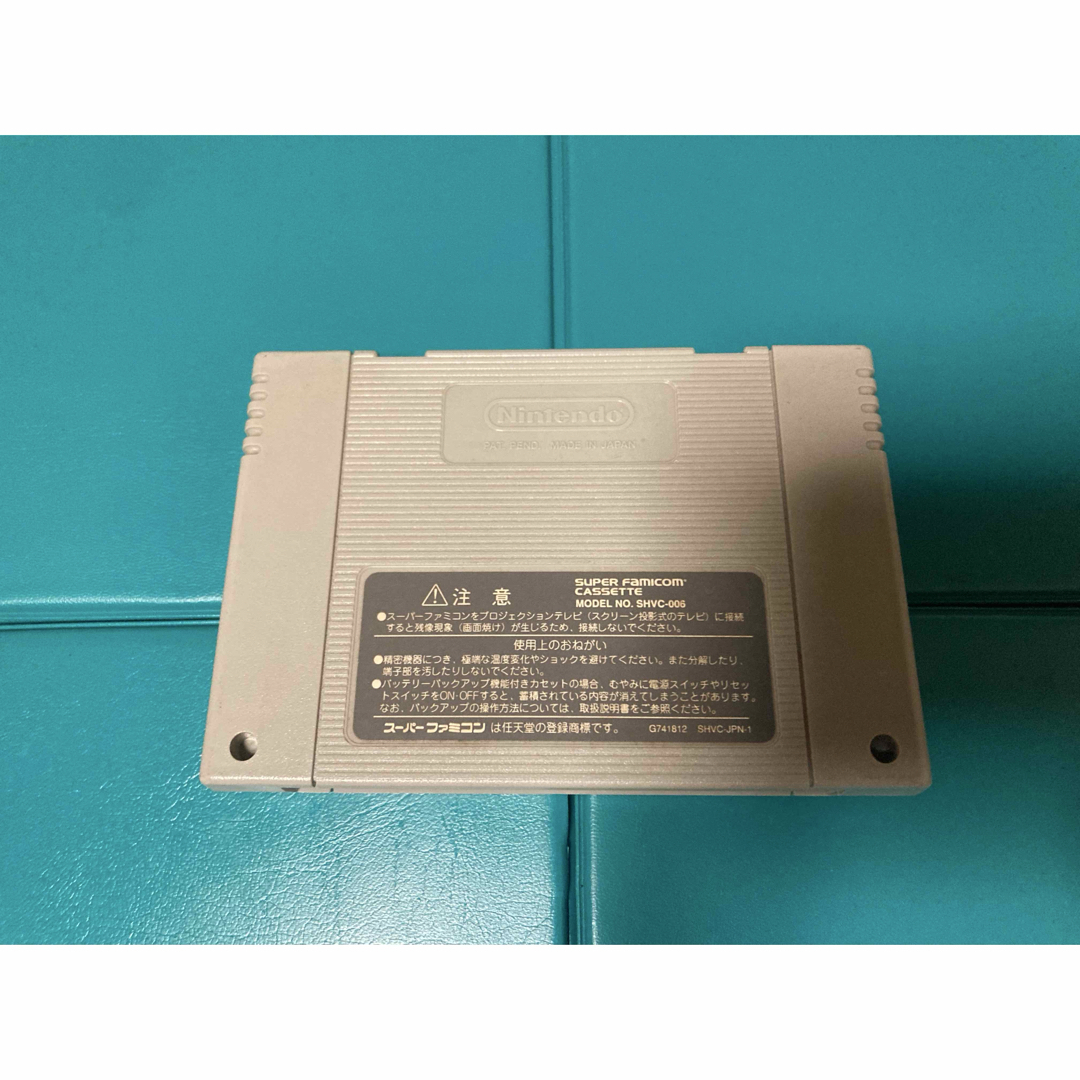 Nintendo
PAT. PEND. MADE IN JAPAN
⚠注 意
SUPER FAMICOM
CASSETTE
MODEL NO. SHVC-006
●スーパーファミコンをプロジェクションテレビ（スクリーン投影式のテレビ）に接続
すると残像現象（画面焼け）が生じるため、接続しないでください。
使用上のおねがい
●精密機器につき、極端な温度変化やショックを避けてください。また分解したり、
端子部を汚したりしないでください。
●バッテリーバックアップ機能付きカセットの場合、むやみに電源スイッチやリセッ
トスイッチをON・OFFすると、蓄積されている内容が消えてしまうことがあります。
なお、バックアップの操作方法については、取扱説明書をご参照ください。
スーパーファミコン は任天堂の登録商標です。 G741812 SHVC-JPN-1